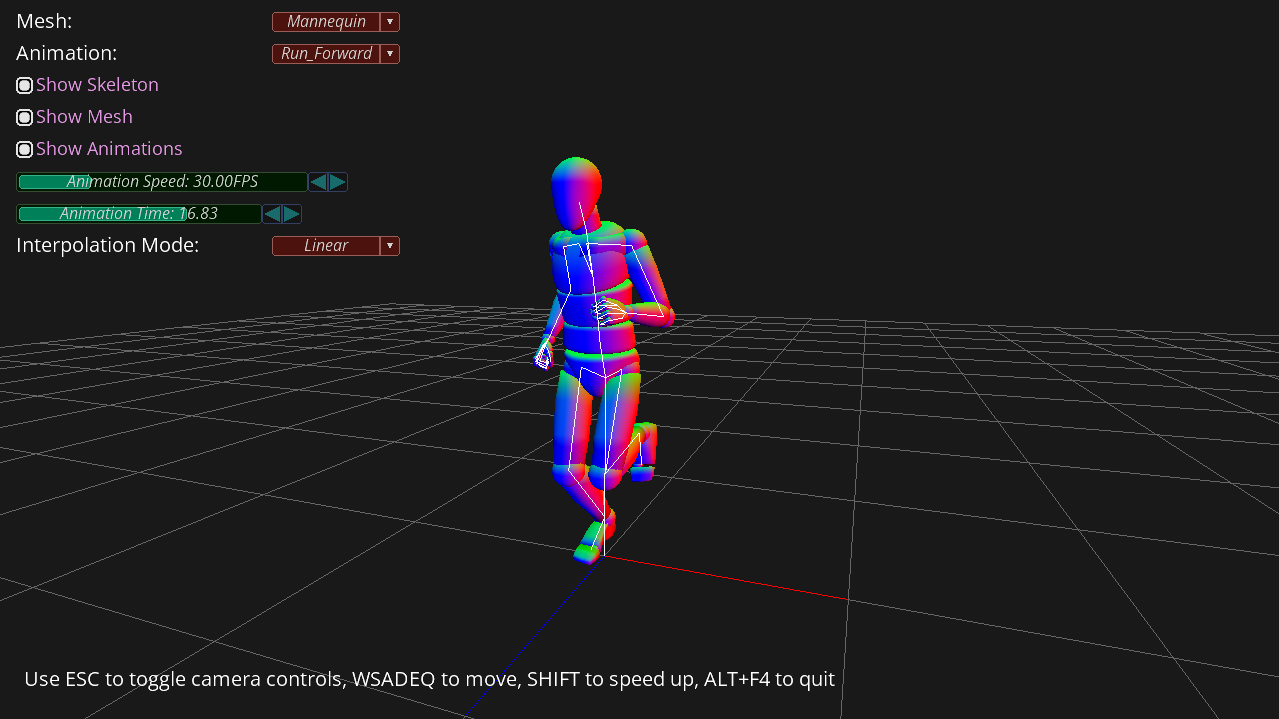 Mesh: Mannequin
Animation: Run_Forward
Show Skeleton
Show Mesh
Show Animations
Animation Speed: 30.00FPS
Animation Time: 16.83
Interpolation Mode: Linear
Use ESC to toggle camera controls, WSADEQ to move, SHIFT to speed up, ALT+F4 to quit